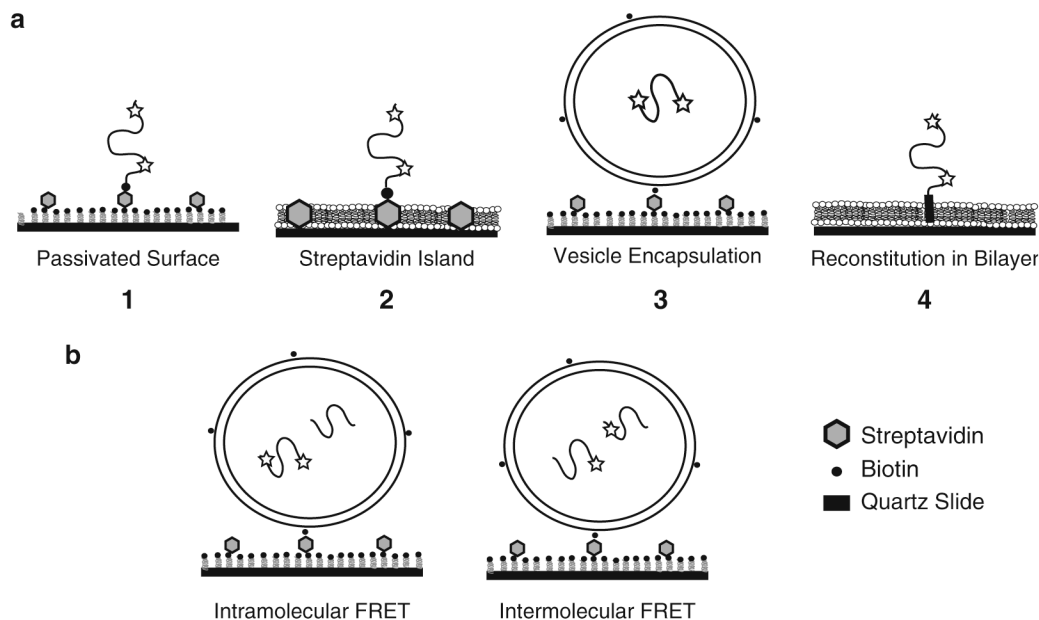 a
Passivated Surface
Streptavidin Island
Vesicle Encapsulation
Reconstitution in Bilayer
1
2
3
4
b
Streptavidin
Biotin
Quartz Slide
Intramolecular FRET
Intermolecular FRET